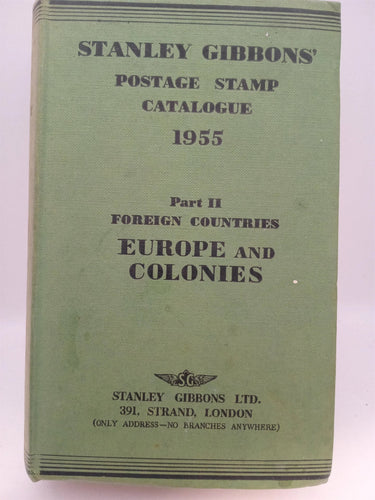 STANLEY GIBBONS'
POSTAGE STAMP
CATALOGUE
1955
Part II
FOREIGN COUNTRIES
EUROPE AND
COLONIES
SG
STANLEY GIBBONS LTD.
391, STRAND, LONDON
(ONLY ADDRESS—NO BRANCHES ANYWHERE)